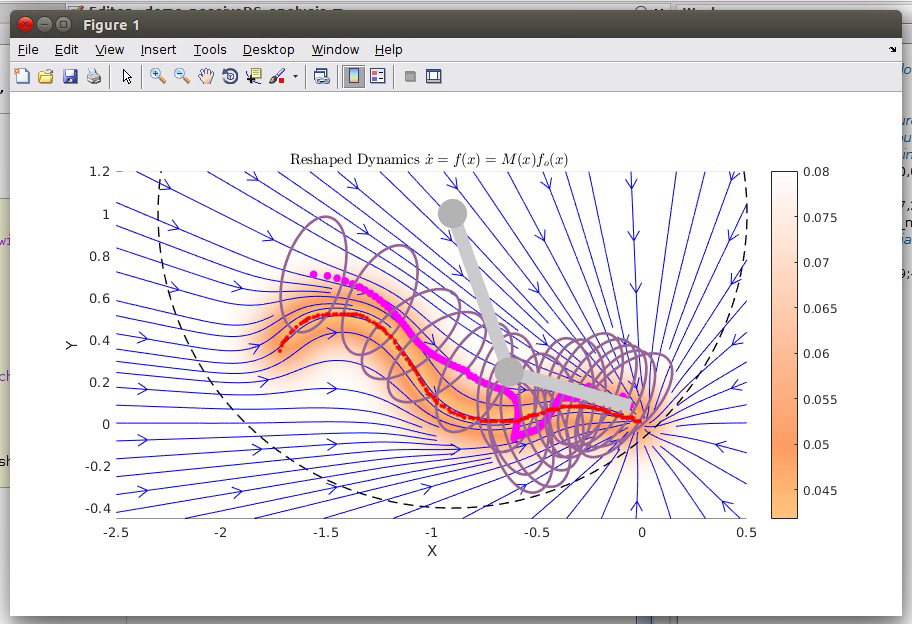 Figure 1
File Edit View Insert Tools Desktop Window Help
Reshaped Dynamics ẋ = f(x) = M(x)fₒ(x)
1.2
1
0.8
0.6
0.4
0.2
0
-0.2
-0.4
Y
-2.5 -2 -1.5 -1 -0.5 0 0.5
X
0.08
0.075
0.07
0.065
0.06
0.055
0.05
0.045